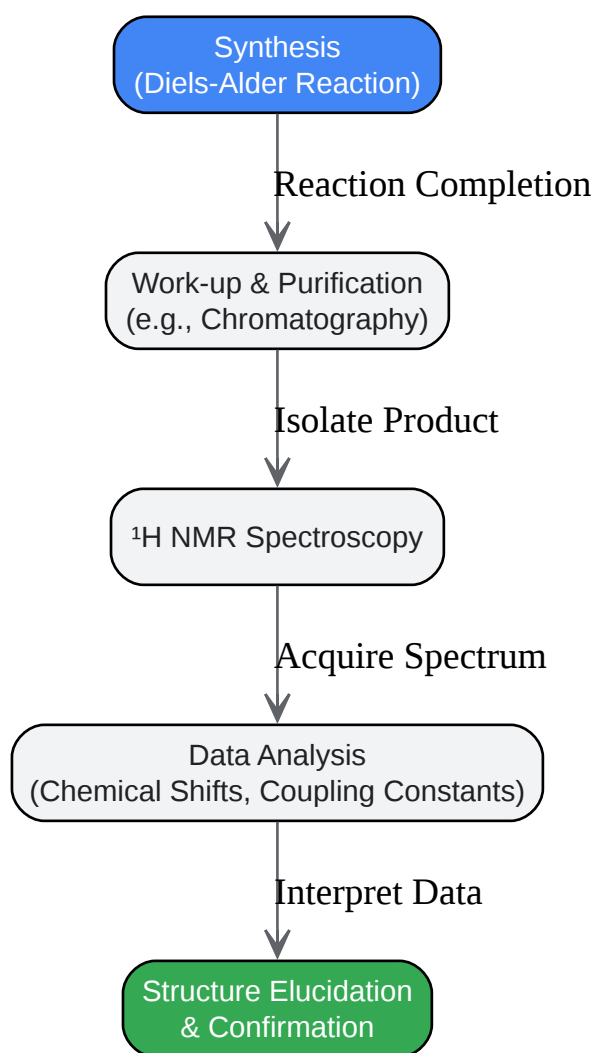 Synthesis
(Diels-Alder Reaction)
Reaction Completion
Work-up & Purification
(e.g., Chromatography)
Isolate Product
¹H NMR Spectroscopy
Acquire Spectrum
Data Analysis
(Chemical Shifts, Coupling Constants)
Interpret Data
Structure Elucidation
& Confirmation